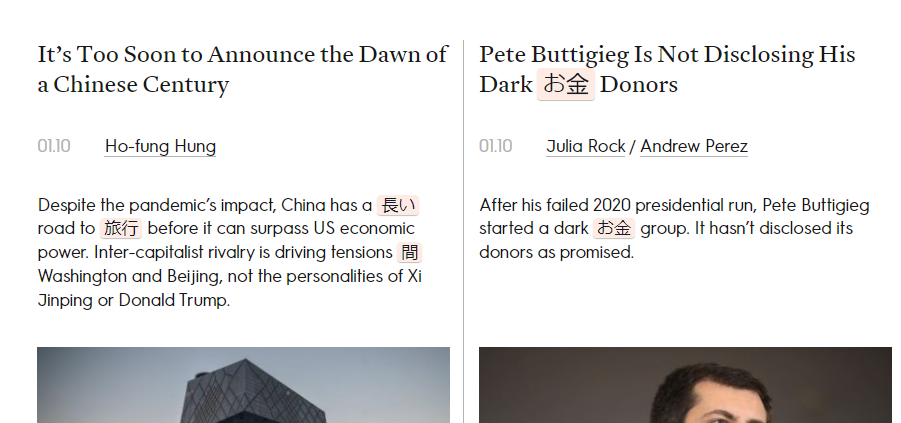 It’s Too Soon to Announce the Dawn of
a Chinese Century
01.10 Ho-fung Hung
Despite the pandemic’s impact, China has a 長い
road to 旅行 before it can surpass US economic
power. Inter-capitalist rivalry is driving tensions 間
Washington and Beijing, not the personalities of Xi
Jinping or Donald Trump.
Pete Buttigieg Is Not Disclosing His
Dark お金 Donors
01.10 Julia Rock / Andrew Perez
After his failed 2020 presidential run, Pete Buttigieg
started a dark お金 group. It hasn’t disclosed its
donors as promised.